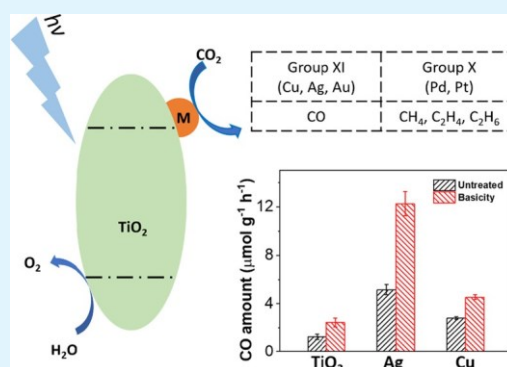 hν
CO₂
M
TiO₂
O₂
H₂O
Group XI Group X
(Cu, Ag, Au) (Pd, Pt)
CO CH₄, C₂H₄, C₂H₆
Untreated
Basicity
CO amount (μmol g⁻¹ h⁻¹)
12
8
4
0
TiO₂ Ag Cu